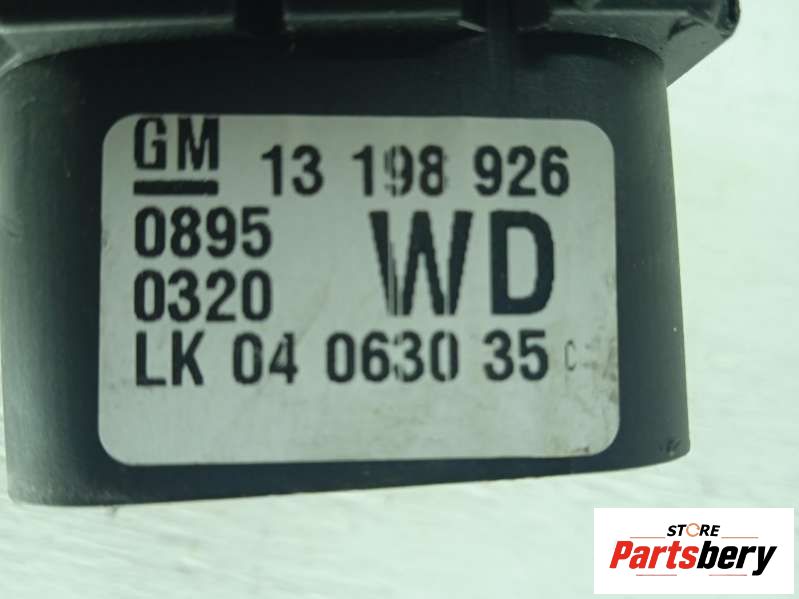 GM 13 198 926
0895 WD
0320
LK 04 0630 35 C
STORE
Partsbery